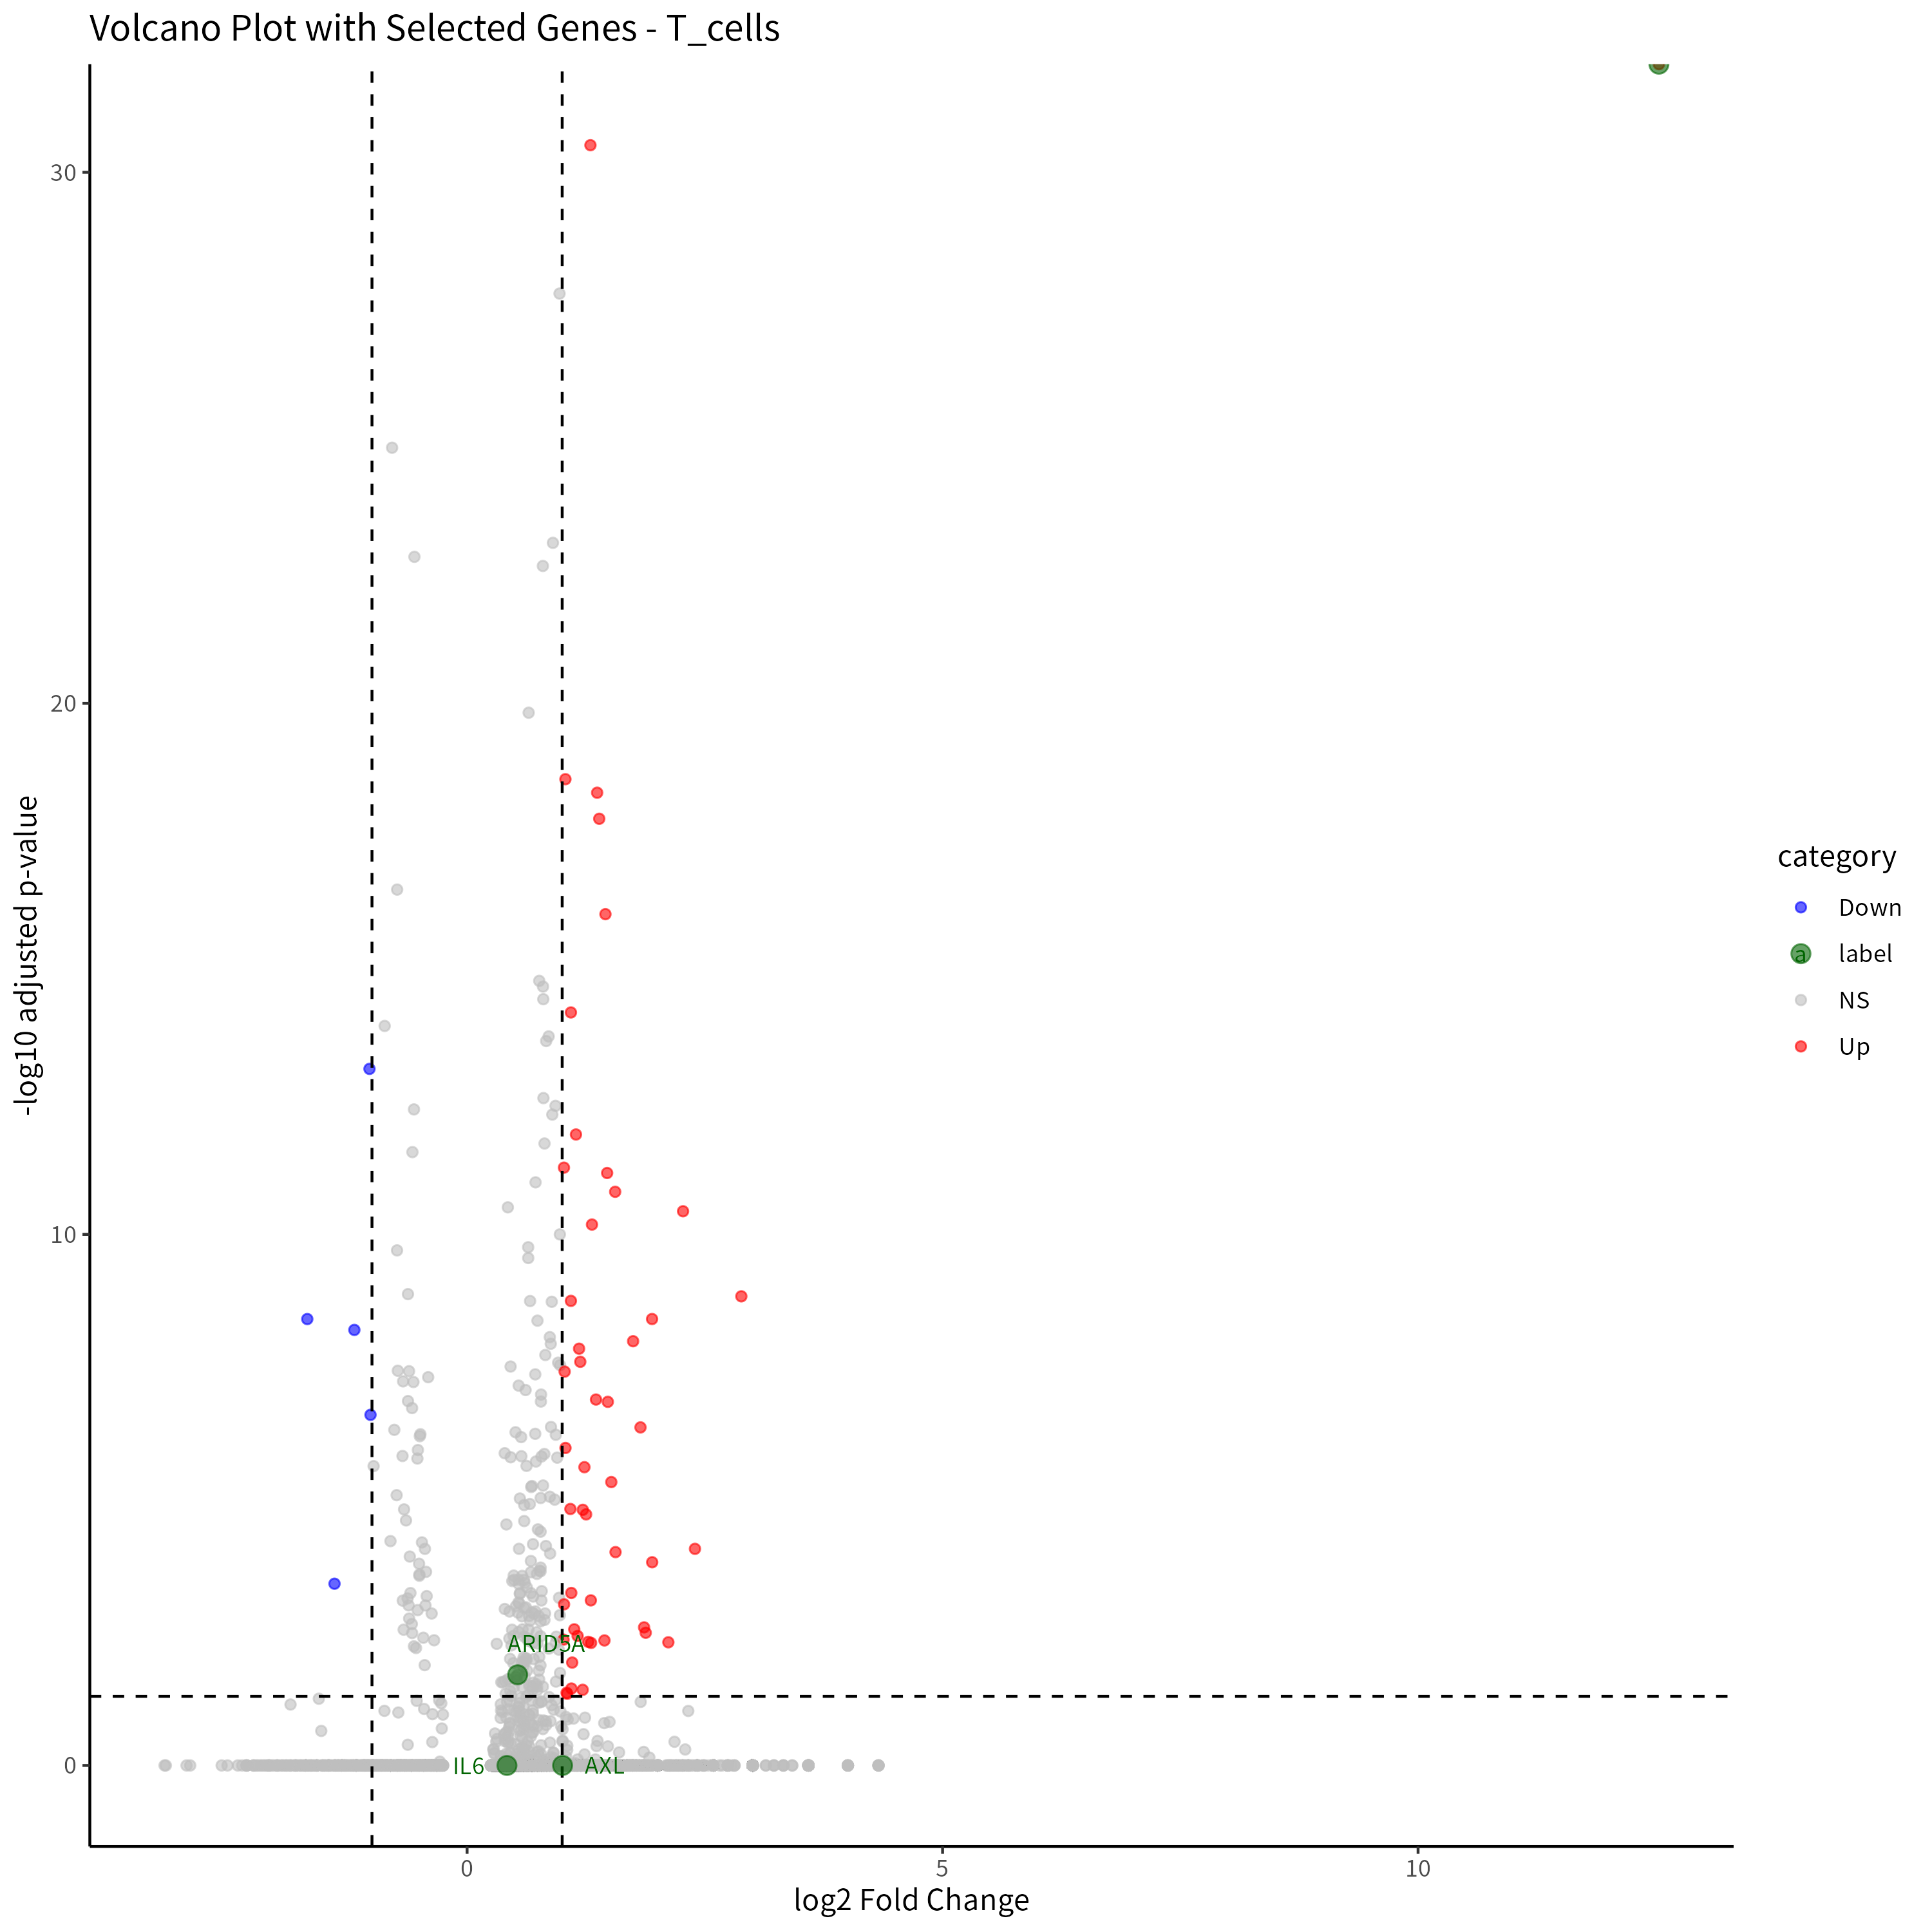 Volcano Plot with Selected Genes - T_cells
30
20
10
0
-log10 adjusted p-value
ARID5A
IL6
AXL
0
5
10
log2 Fold Change
category
Down
a label
NS
Up